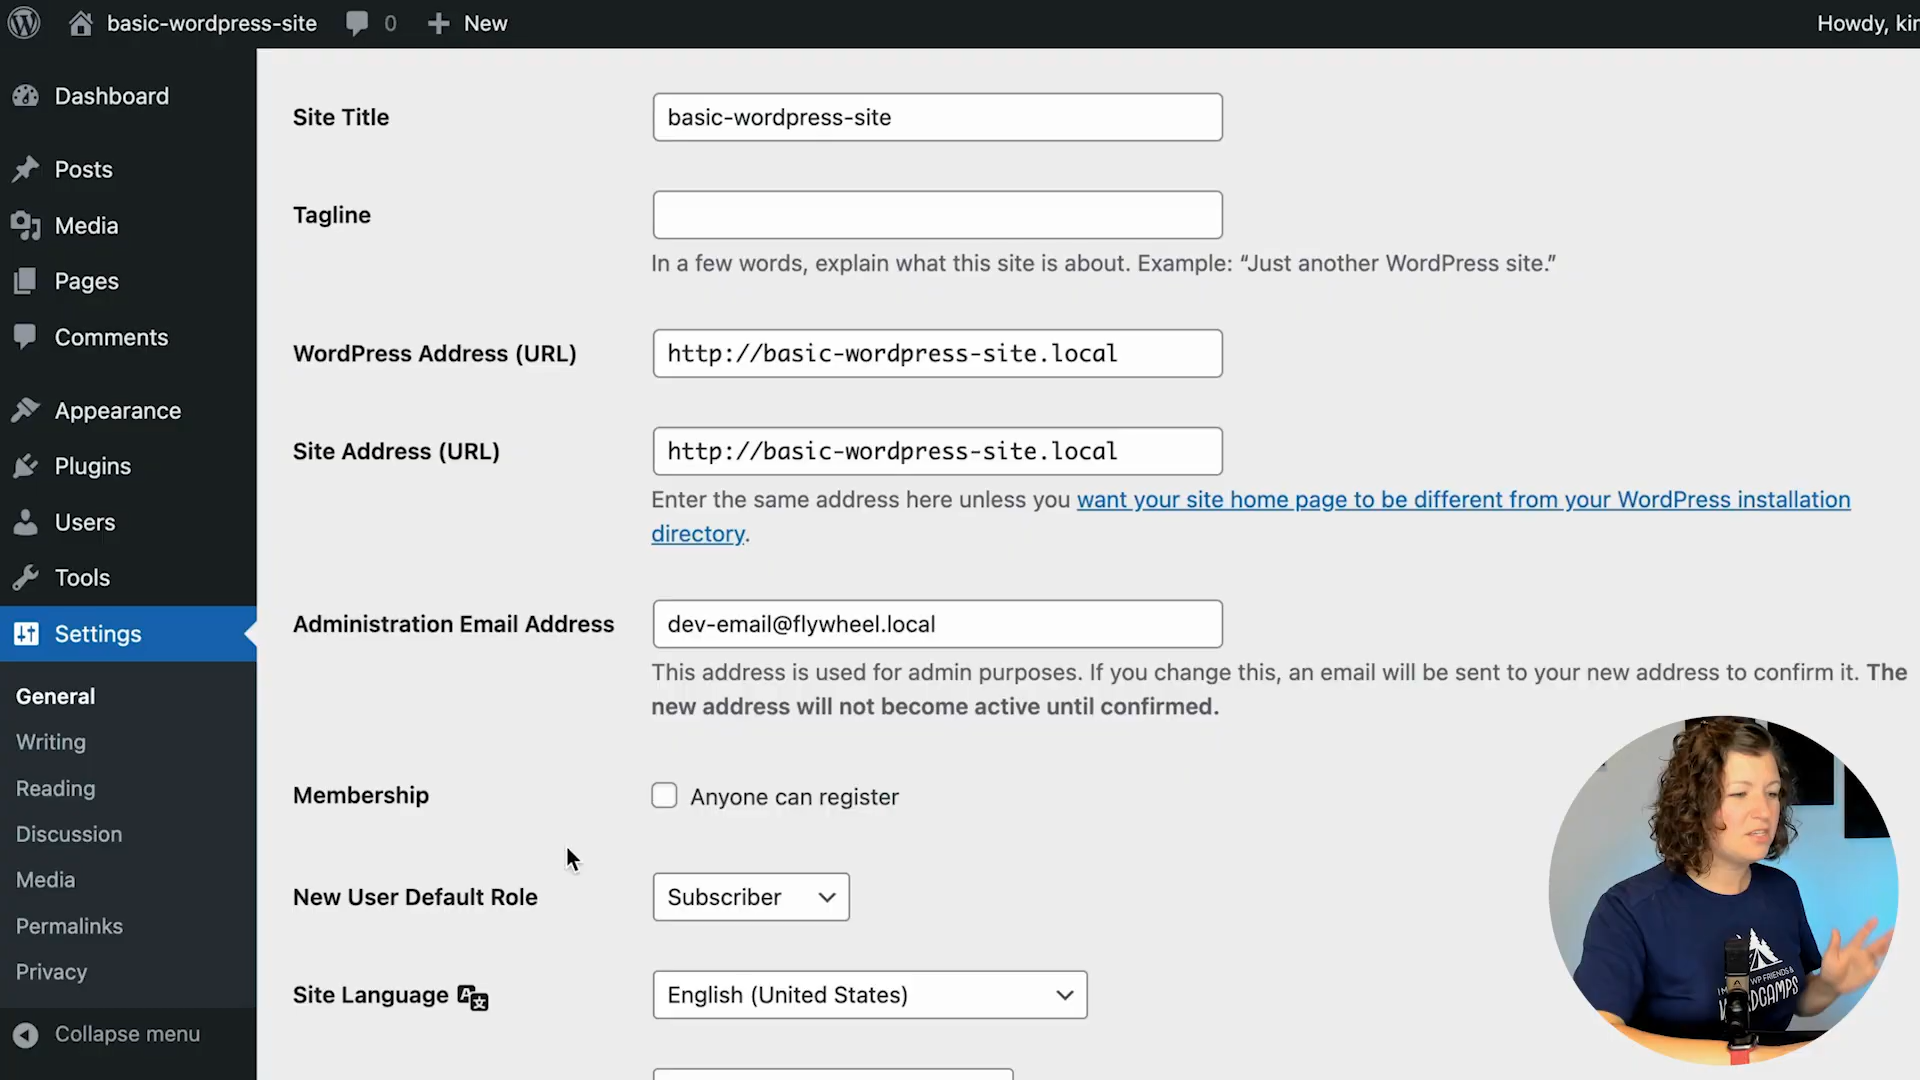 basic-wordpress-site 0 New Howdy, kir
Dashboard
Posts
Media
Pages
Comments
Appearance
Plugins
Users
Tools
Settings
General
Writing
Reading
Discussion
Media
Permalinks
Privacy
Collapse menu
Site Title basic-wordpress-site
Tagline
In a few words, explain what this site is about. Example: “Just another WordPress site.”
WordPress Address (URL) http://basic-wordpress-site.local
Site Address (URL) http://basic-wordpress-site.local
Enter the same address here unless you want your site home page to be different from your WordPress installation
directory.
Administration Email Address dev-email@flywheel.local
This address is used for admin purposes. If you change this, an email will be sent to your new address to confirm it. The
new address will not become active until confirmed.
Membership Anyone can register
New User Default Role Subscriber
Site Language English (United States)
WP FRIENDS &